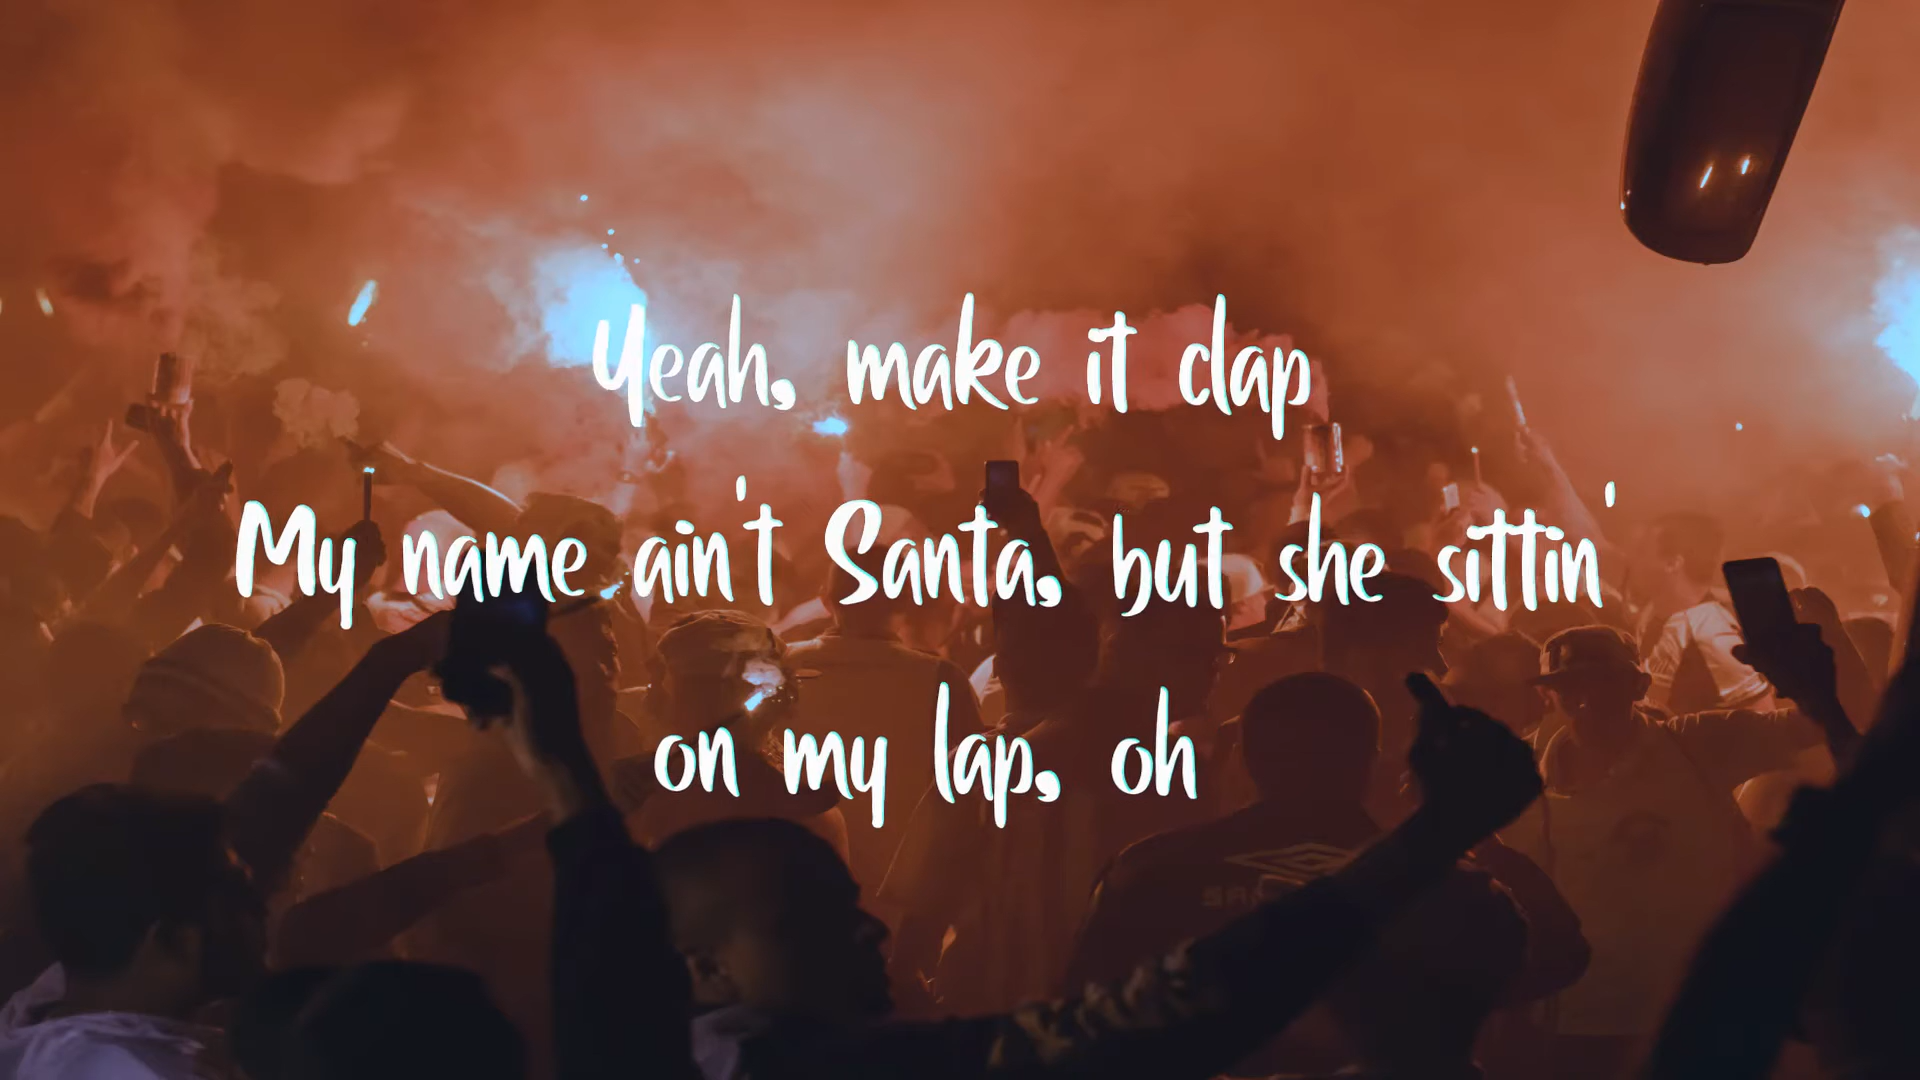 Yeah, make it clap
My name ain't Santa, but she sittin'
on my lap, oh